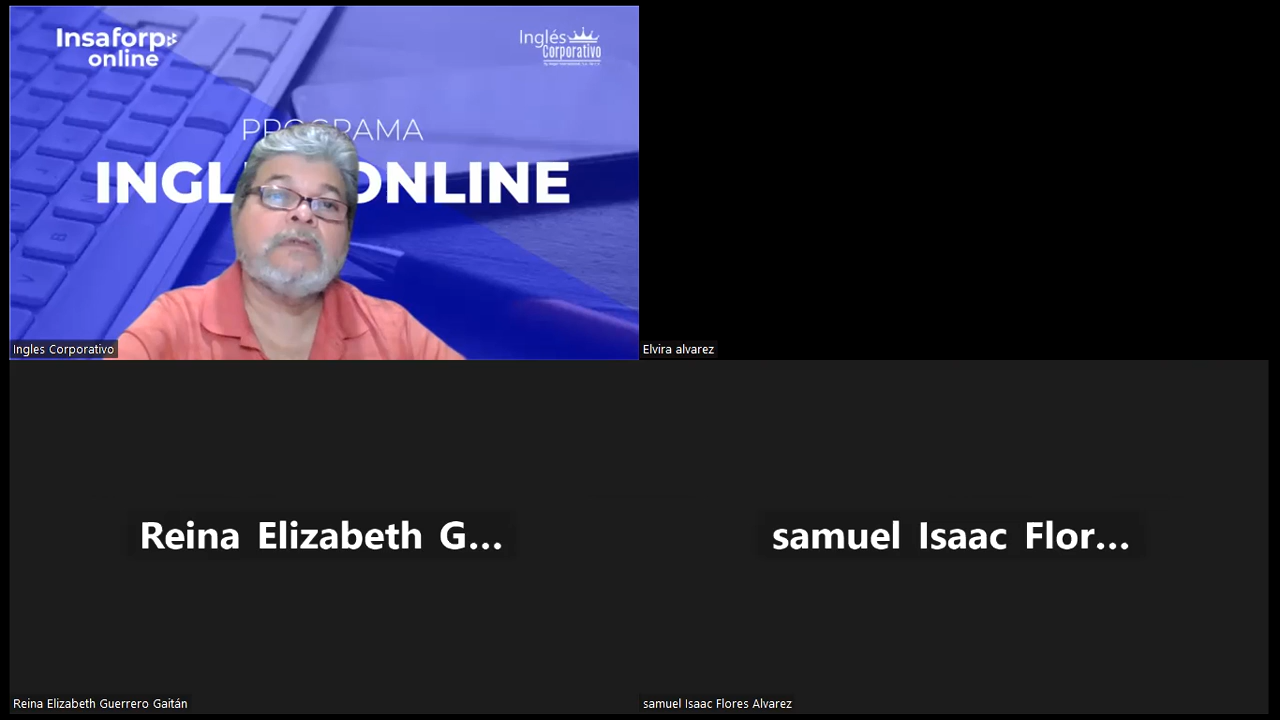 Insaforp
online
Inglés
Corporativo
PROGRAMA
INGL ONLINE
Ingles Corporativo
Elvira alvarez
Reina Elizabeth G...
samuel Isaac Flor...
Reina Elizabeth Guerrero Gaitán
samuel Isaac Flores Alvarez